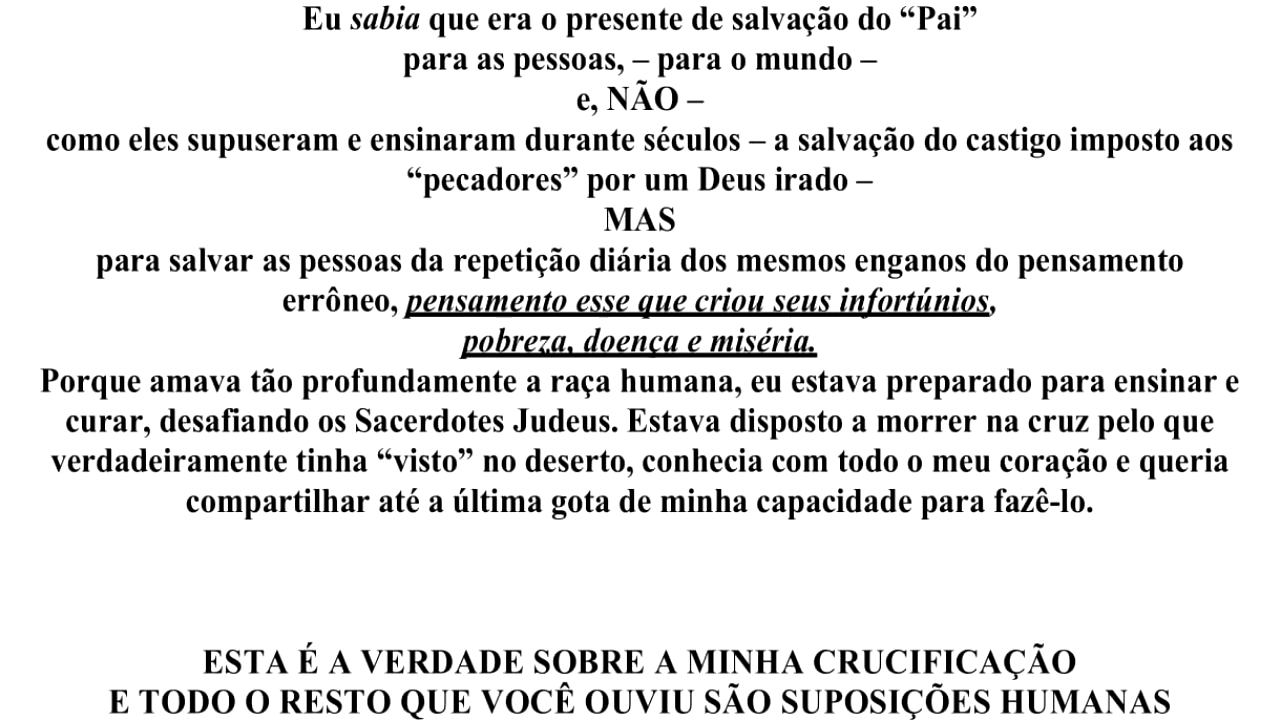 Eu sabia que era o presente de salvação do “Pai”
para as pessoas, – para o mundo –
e, NÃO –
como eles supuseram e ensinaram durante séculos – a salvação do castigo imposto aos
“pecadores” por um Deus irado –
MAS
para salvar as pessoas da repetição diária dos mesmos enganos do pensamento
errôneo, pensamento esse que criou seus infortúnios,
pobreza, doença e miséria.
Porque amava tão profundamente a raça humana, eu estava preparado para ensinar e
curar, desafiando os Sacerdotes Judeus. Estava disposto a morrer na cruz pelo que
verdadeiramente tinha “visto” no deserto, conhecia com todo o meu coração e queria
compartilhar até a última gota de minha capacidade para fazê-lo.
ESTA É A VERDADE SOBRE A MINHA CRUCIFICAÇÃO
E TODO O RESTO QUE VOCÊ OUVIU SÃO SUPOSIÇÕES HUMANAS